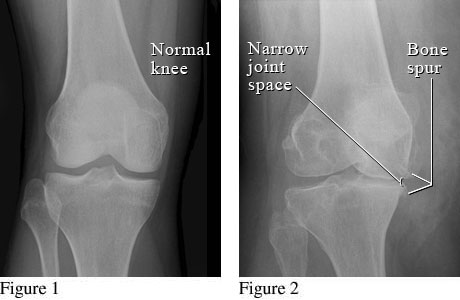 Normal
knee
Narrow
joint
space
Bone
spur
Figure 1
Figure 2